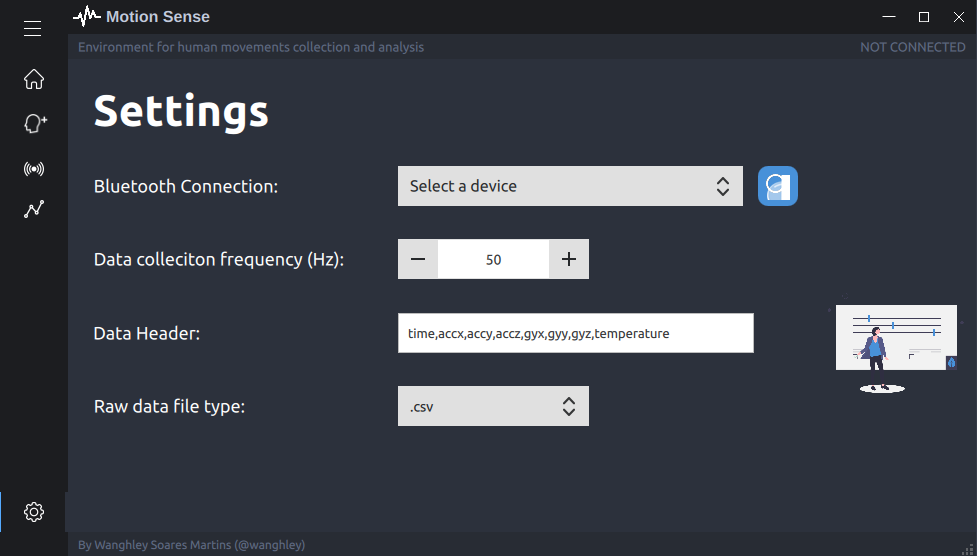 Motion Sense
Environment for human movements collection and analysis
NOT CONNECTED
Settings
Bluetooth Connection:
Select a device
Data colleciton frequency (Hz):
50
Data Header:
time,accx,accy,accz,gyx,gyy,gyz,temperature
Raw data file type:
.csv
By Wanghley Soares Martins (@wanghley)